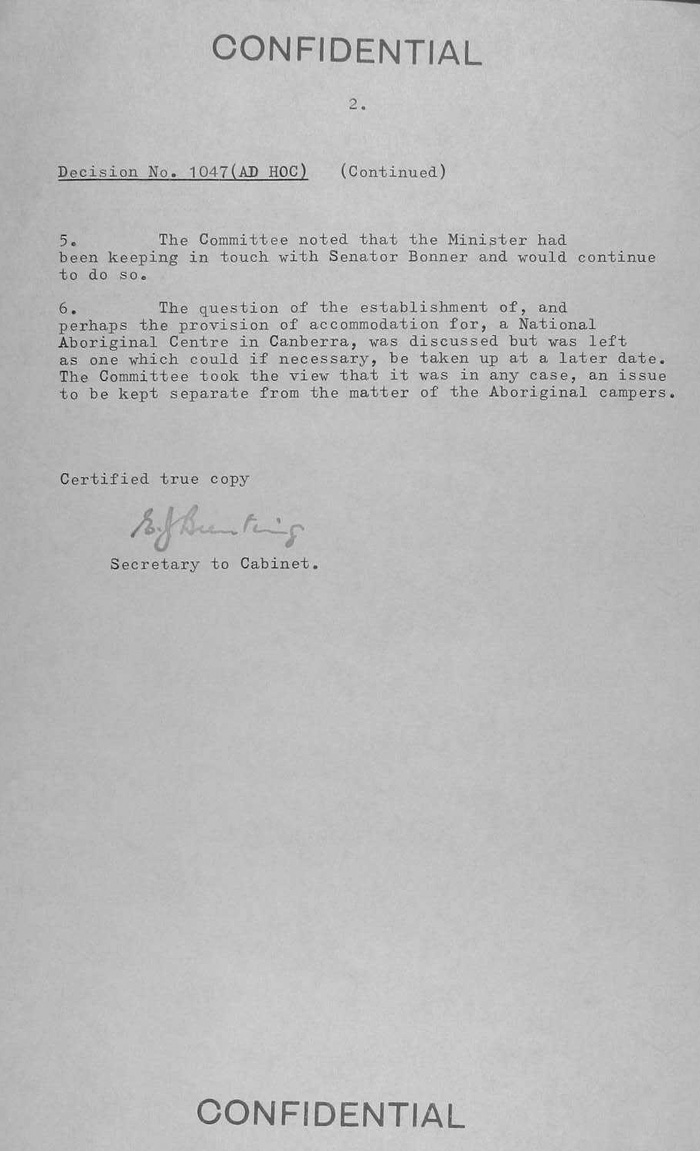 CONFIDENTIAL
2.
Decision No. 1047(AD HOC) (Continued)
5. The Committee noted that the Minister had
been keeping in touch with Senator Bonner and would continue
to do so.
6. The question of the establishment of, and
perhaps the provision of accommodation for, a National
Aboriginal Centre in Canberra, was discussed but was left
as one which could if necessary, be taken up at a later date.
The Committee took the view that it was in any case, an issue
to be kept separate from the matter of the Aboriginal campers.
Certified true copy
E.J Bunting
Secretary to Cabinet.
CONFIDENTIAL